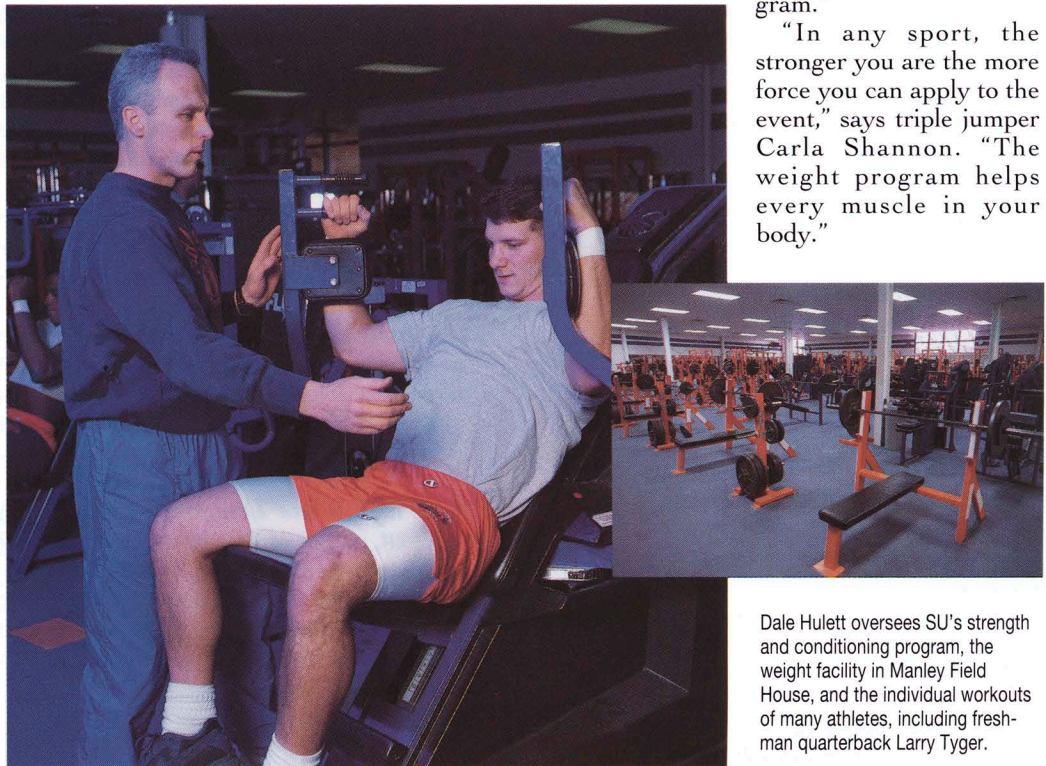 gram.
“In any sport, the
stronger you are the more
force you can apply to the
event,” says triple jumper
Carla Shannon. “The
weight program helps
every muscle in your
body.”
Dale Hulett oversees SU's strength
and conditioning program, the
weight facility in Manley Field
House, and the individual workouts
of many athletes, including fresh-
man quarterback Larry Tyger.